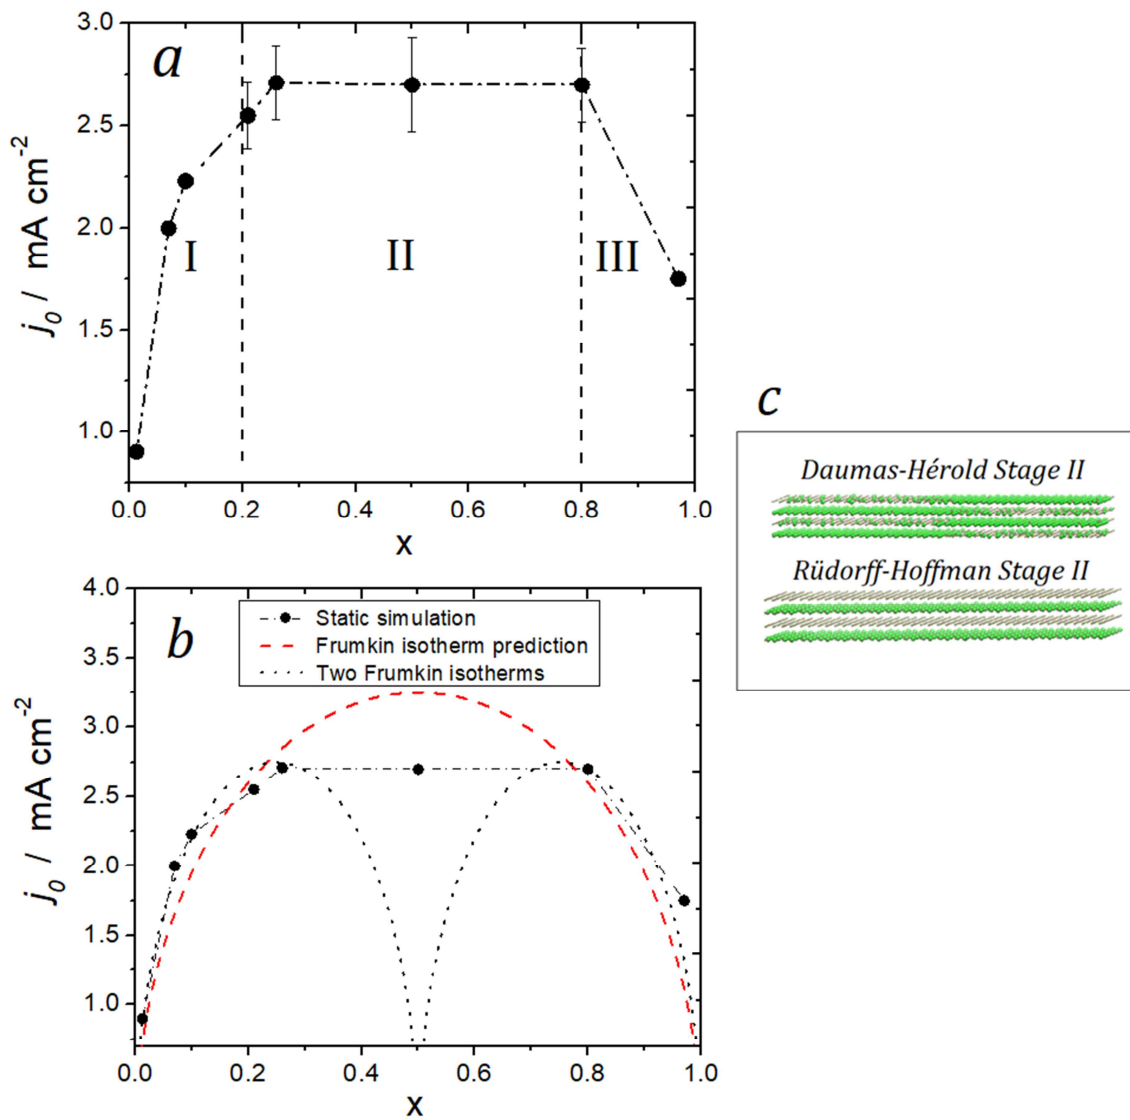 a
3.0
2.5
2.0
1.5
1.0
j₀ / mA cm⁻²
I
II
III
0.0 0.2 0.4 0.6 0.8 1.0
x
b
4.0
3.5
3.0
2.5
2.0
1.5
1.0
j₀ / mA cm⁻²
Static simulation
Frumkin isotherm prediction
Two Frumkin isotherms
0.0 0.2 0.4 0.6 0.8 1.0
x
c
Daumas-Hérold Stage II
Rüdorff-Hoffman Stage II